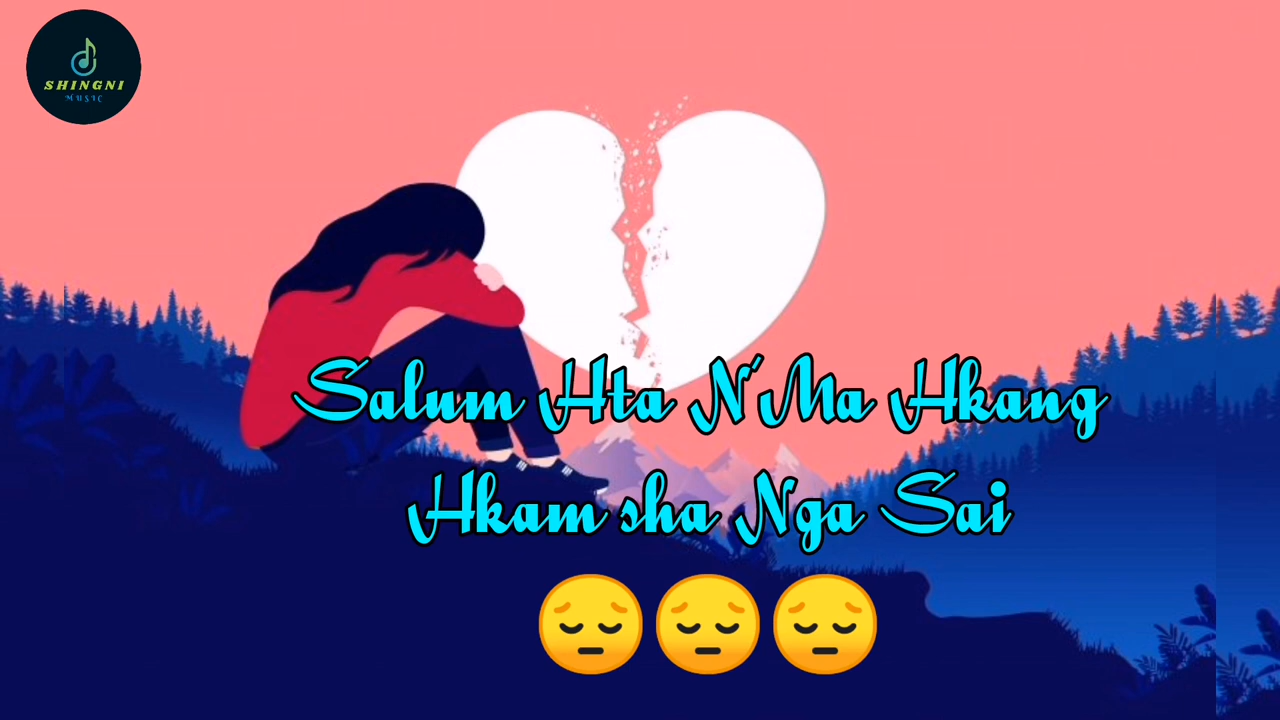 SHINGNI
MUSIC
Salum Hta N'Ma Hkang
Hkam sha Nga Sai
😔😔😔